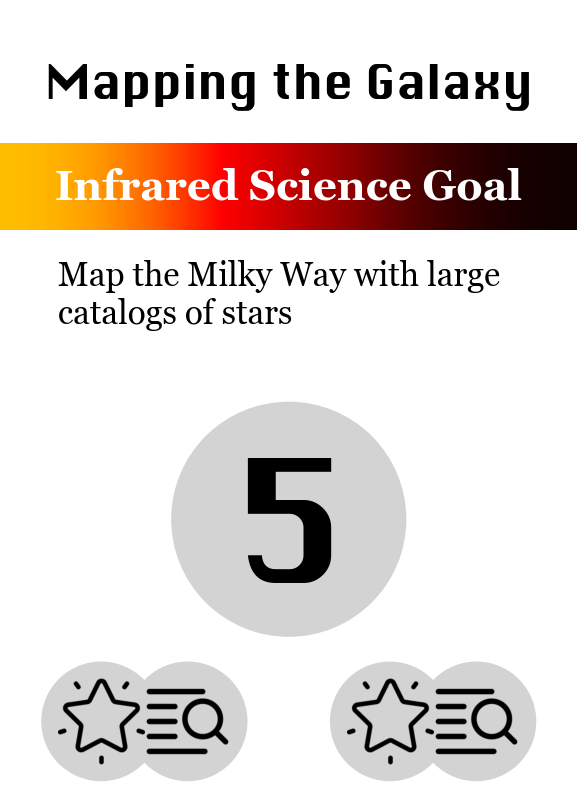 Mapping the Galaxy
Infrared Science Goal
Map the Milky Way with large
catalogs of stars
5